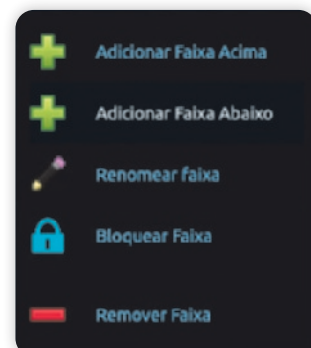 Adicionar Faixa Acima
Adicionar Faixa Abaixo
Renomear faixa
Bloquear Faixa
Remover Faixa